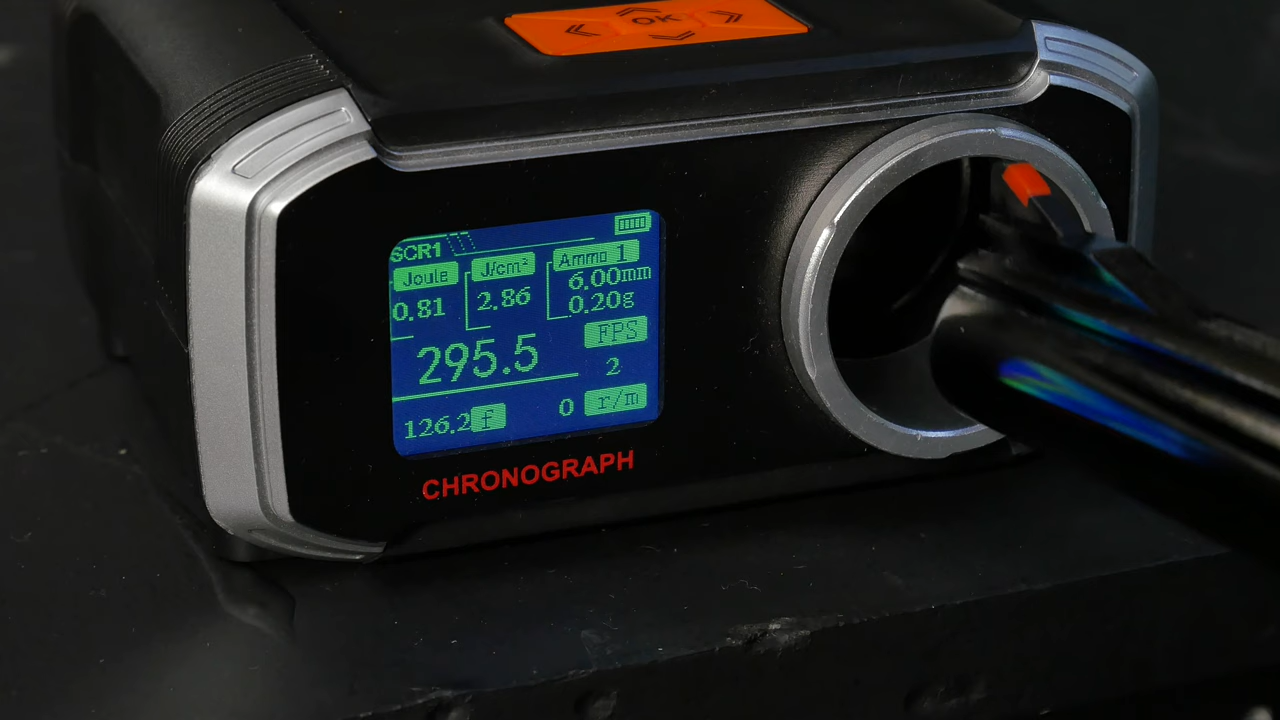 OK
SCR1
Joule J/cm² Ammo 1
0.81 2.86 6.00mm
0.20g
295.5 FPS
2
126.2 f 0 r/m
CHRONOGRAPH